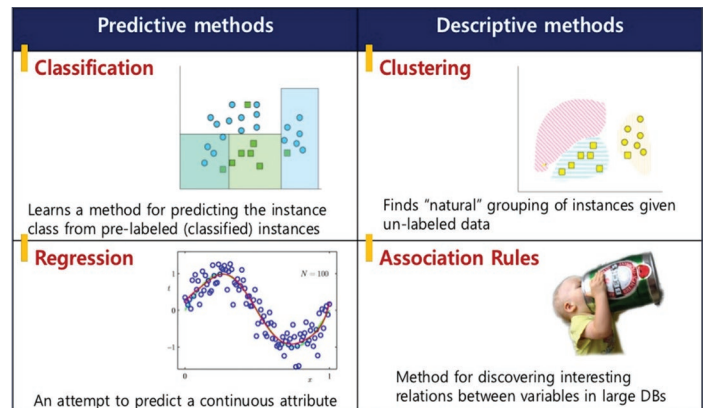 Predictive methods
Descriptive methods
Classification
Learns a method for predicting the instance
class from pre-labeled (classified) instances
Clustering
Finds “natural” grouping of instances given
un-labeled data
Regression
1
t
0
−1
N = 100
0
x
1
An attempt to predict a continuous attribute
Association Rules
Method for discovering interesting
relations between variables in large DBs